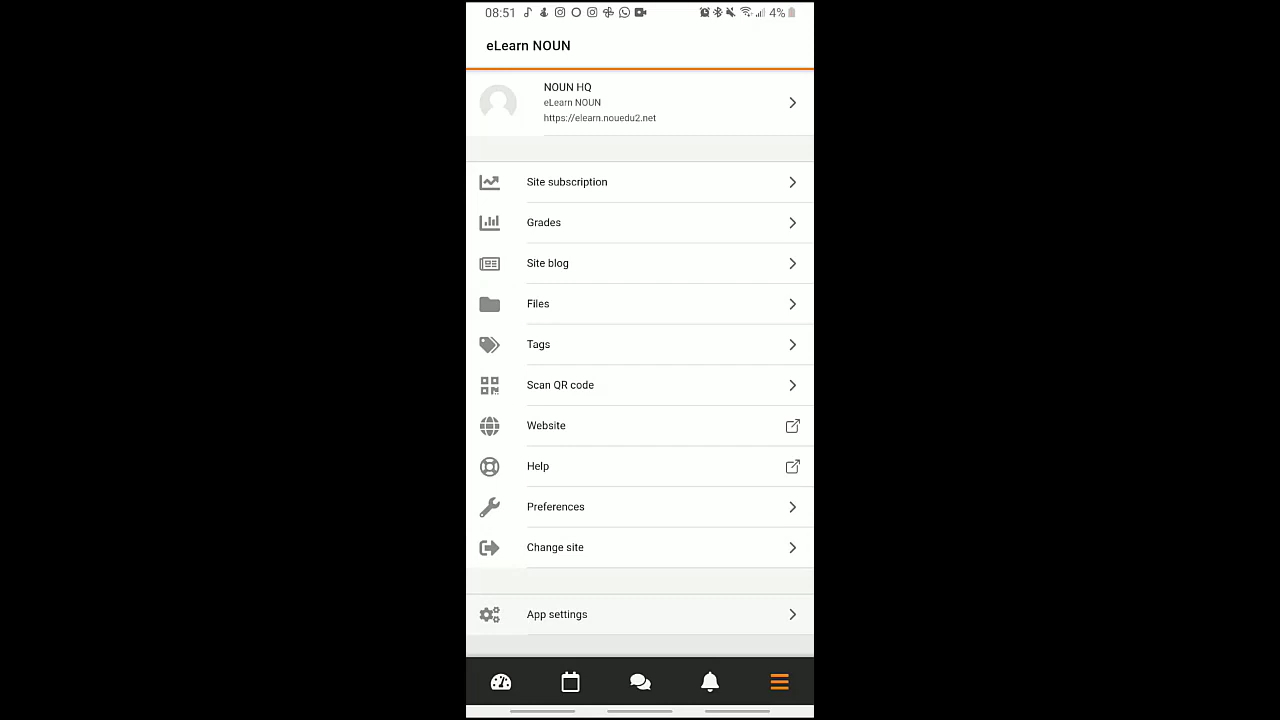 08:51 4%
eLearn NOUN
NOUN HQ
eLearn NOUN
https://elearn.nouedu2.net
Site subscription
Grades
Site blog
Files
Tags
Scan QR code
Website
Help
Preferences
Change site
App settings